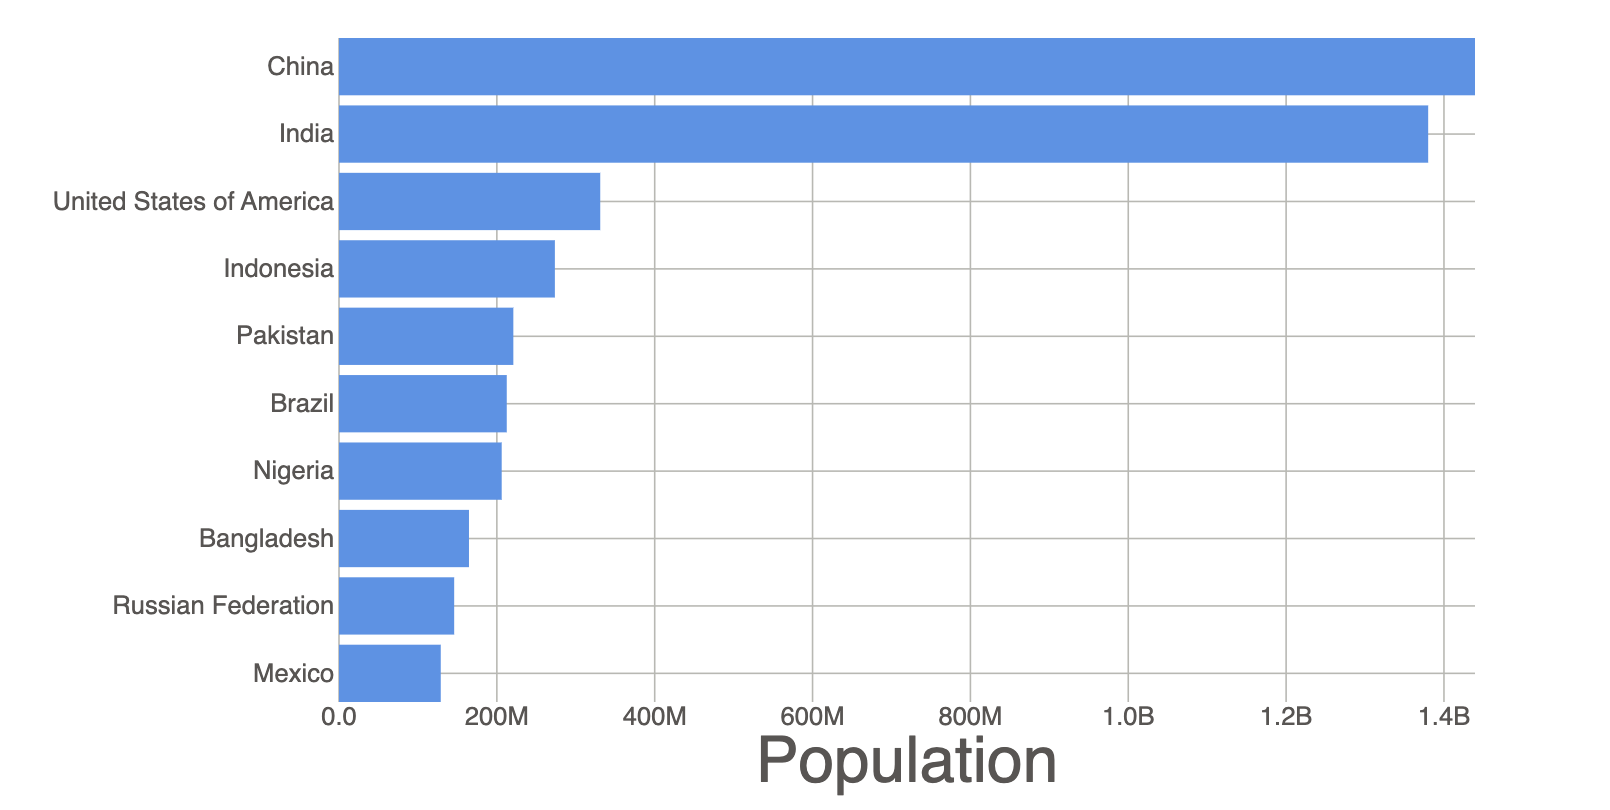 China
India
United States of America
Indonesia
Pakistan
Brazil
Nigeria
Bangladesh
Russian Federation
Mexico
0.0 200M 400M 600M 800M 1.0B 1.2B 1.4B
Population